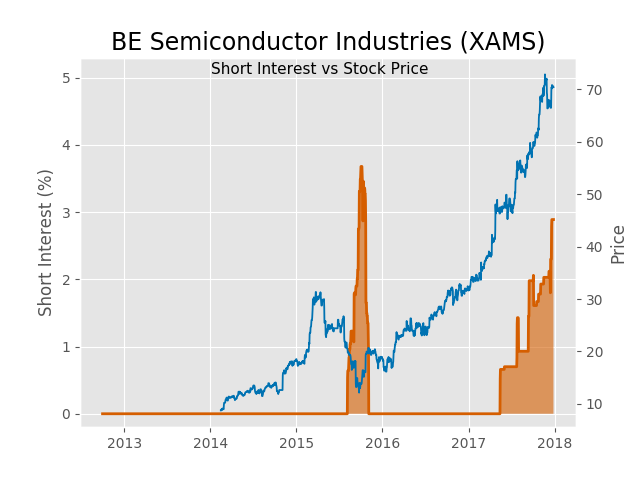 BE Semiconductor Industries (XAMS)
Short Interest vs Stock Price
Short Interest (%)
5
4
3
2
1
0
70
60
50
40
30
20
10
Price
2013 2014 2015 2016 2017 2018